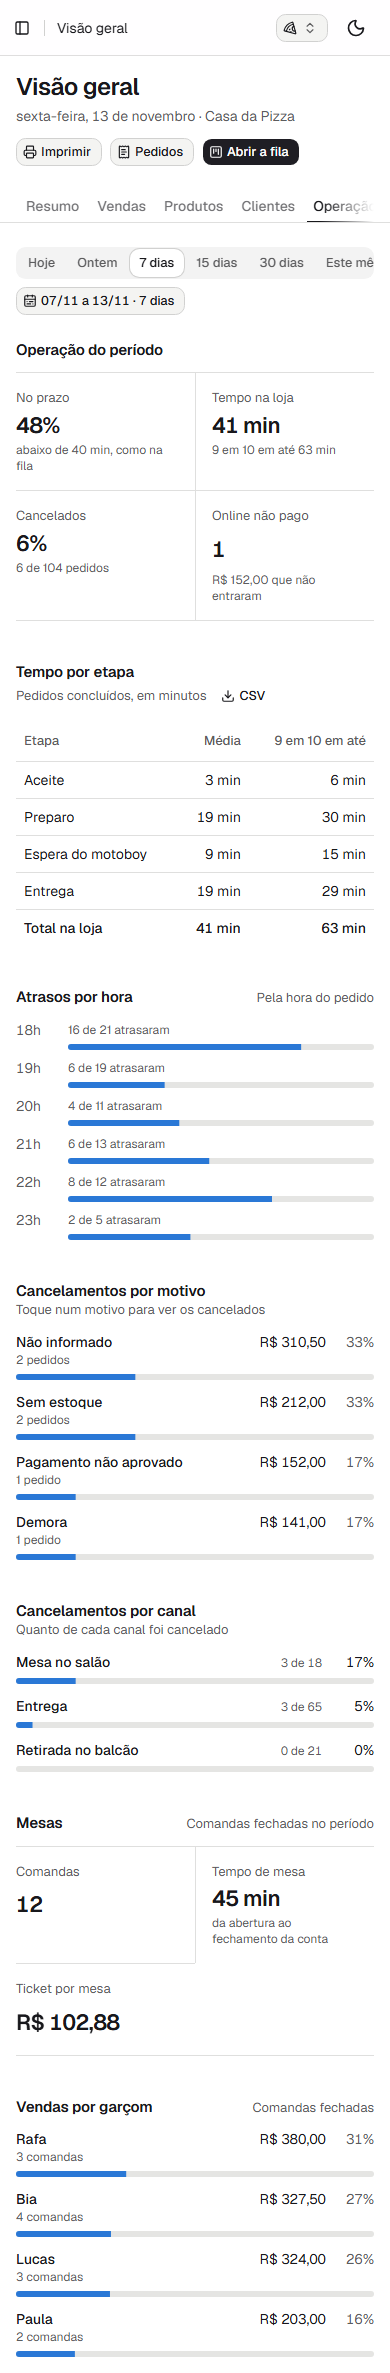 Visão geral
Visão geral
sexta-feira, 13 de novembro · Casa da Pizza
Imprimir
Pedidos
Abrir a fila
Resumo
Vendas
Produtos
Clientes
Operaçã
Hoje
Ontem
7 dias
15 dias
30 dias
Este mê
07/11 a 13/11 · 7 dias
Operação do período
No prazo
48%
abaixo de 40 min, como na
fila
Tempo na loja
41 min
9 em 10 em até 63 min
Cancelados
6%
6 de 104 pedidos
Online não pago
1
R$ 152,00 que não
entraram
Tempo por etapa
Pedidos concluídos, em minutos
CSV
Etapa Média 9 em 10 em até
Aceite 3 min 6 min
Preparo 19 min 30 min
Espera do motoboy 9 min 15 min
Entrega 19 min 29 min
Total na loja 41 min 63 min
Atrasos por hora
Pela hora do pedido
18h 16 de 21 atrasaram
19h 6 de 19 atrasaram
20h 4 de 11 atrasaram
21h 6 de 13 atrasaram
22h 8 de 12 atrasaram
23h 2 de 5 atrasaram
Cancelamentos por motivo
Toque num motivo para ver os cancelados
Não informado R$ 310,50 33%
2 pedidos
Sem estoque R$ 212,00 33%
2 pedidos
Pagamento não aprovado R$ 152,00 17%
1 pedido
Demora R$ 141,00 17%
1 pedido
Cancelamentos por canal
Quanto de cada canal foi cancelado
Mesa no salão 3 de 18 17%
Entrega 3 de 65 5%
Retirada no balcão 0 de 21 0%
Mesas
Comandas fechadas no período
Comandas
12
Tempo de mesa
45 min
da abertura ao
fechamento da conta
Ticket por mesa
R$ 102,88
Vendas por garçom
Comandas fechadas
Rafa R$ 380,00 31%
3 comandas
Bia R$ 327,50 27%
4 comandas
Lucas R$ 324,00 26%
3 comandas
Paula R$ 203,00 16%
2 comandas